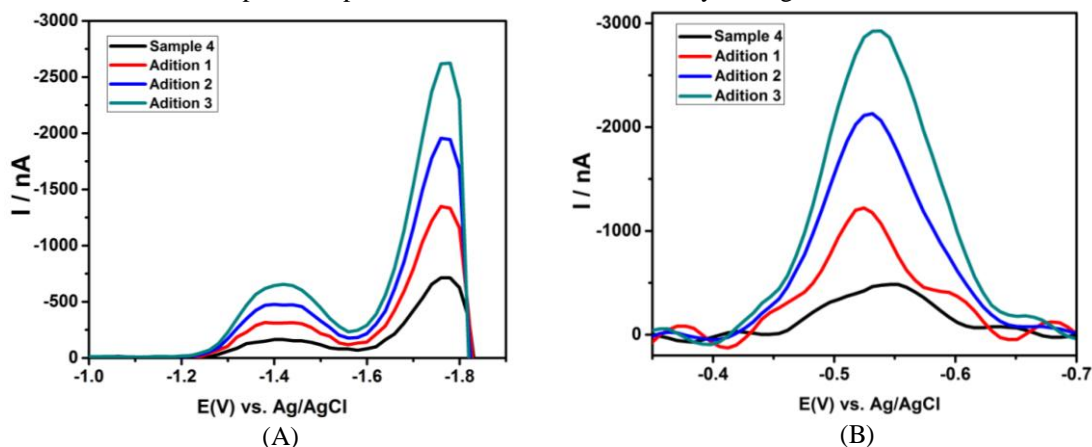 Sample 4
Adition 1
Adition 2
Adition 3
-3000
-2500
-2000
-1500
-1000
-500
0
I / nA
-1.0 -1.2 -1.4 -1.6 -1.8
E(V) vs. Ag/AgCl
(A)
Sample 4
Adition 1
Adition 2
Adition 3
-3000
-2000
-1000
0
I / nA
-0.4 -0.5 -0.6 -0.7
E(V) vs. Ag/AgCl
(B)